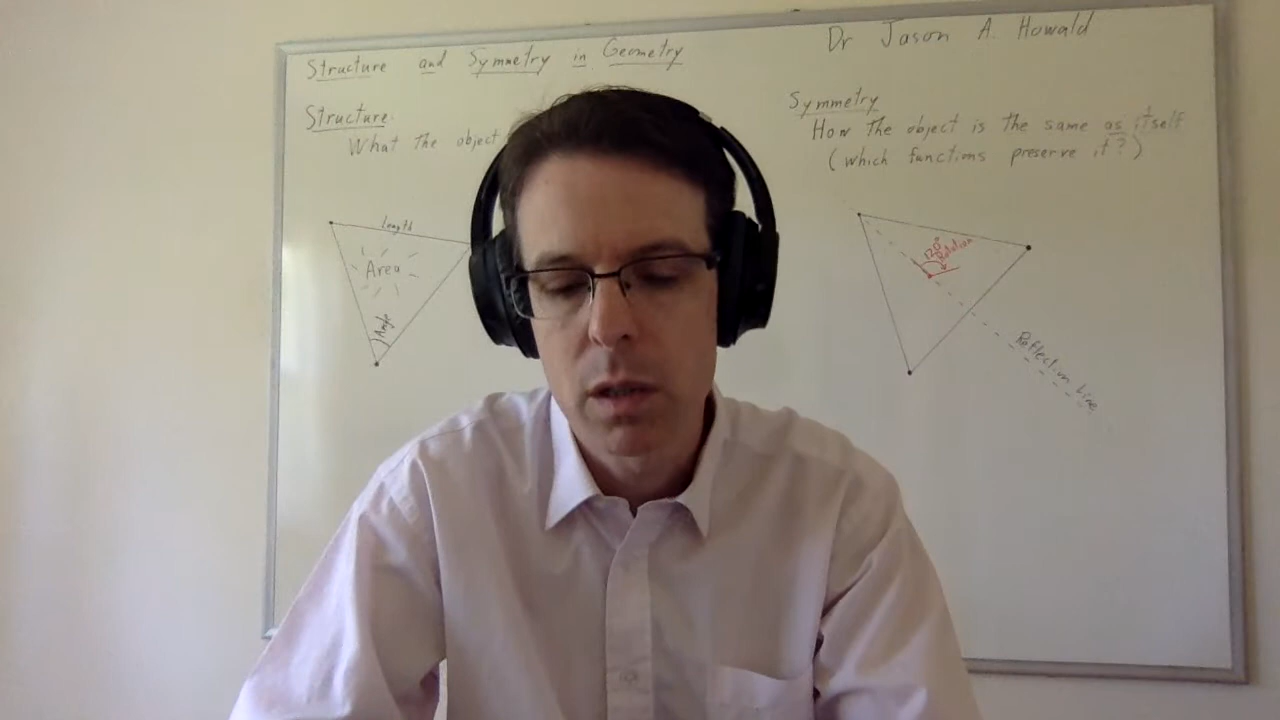 Structure and Symmetry in Geometry
Dr Jason A. Howald
Structure:
What the object
Length
Area
Angle
Symmetry
How the object is the same as itself
(which functions preserve it?)
120°
Rotation
Reflection Line